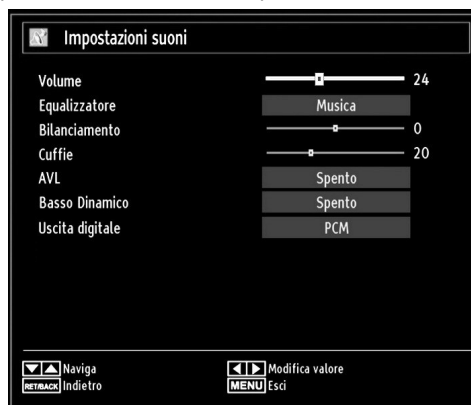 Impostazioni suoni
Volume 24
Equalizzatore Musica
Bilanciamento 0
Cuffie 20
AVL Spento
Basso Dinamico Spento
Uscita digitale PCM
Naviga Modifica valore
RET/BACK Indietro MENU Esci